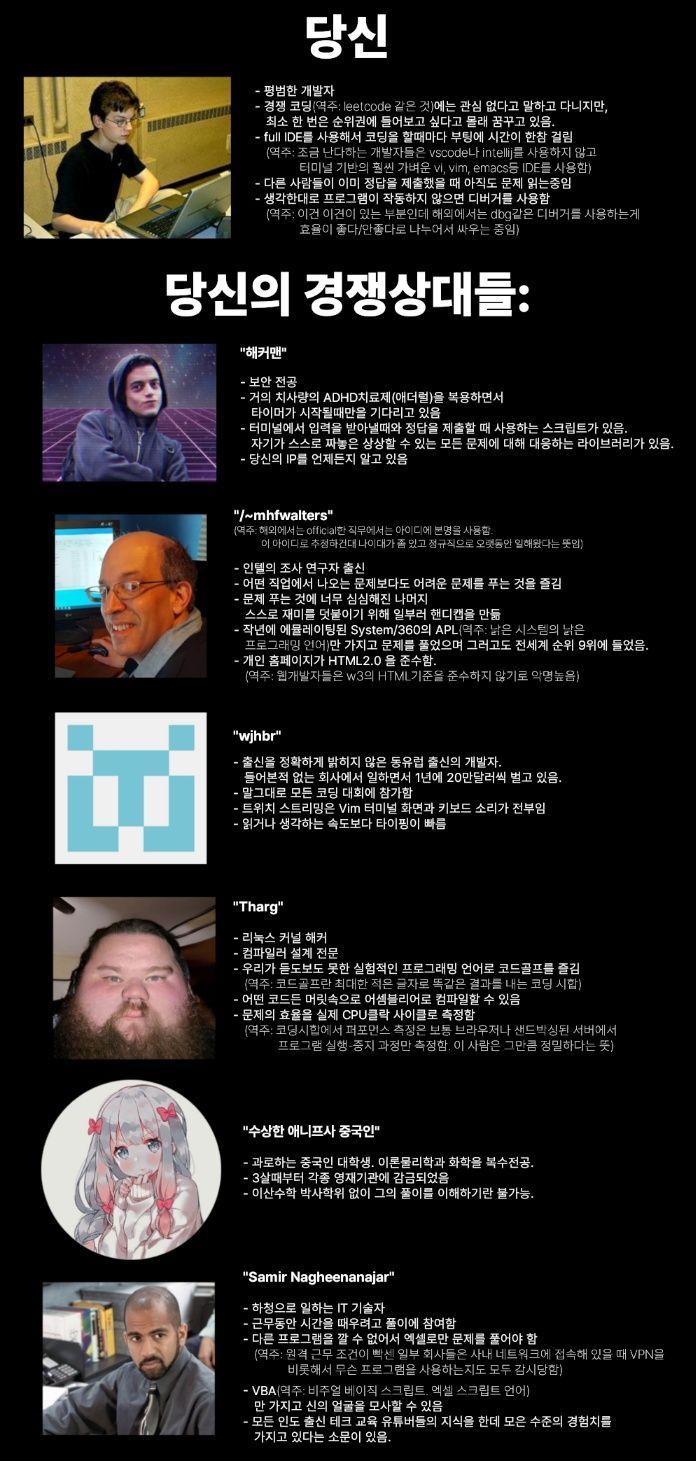 당신
- 평범한 개발자
- 경쟁 코딩(역주: leetcode 같은 것)에는 관심 없다고 말하고 다니지만,
최소 한 번은 순위권에 들어보고 싶다고 몰래 꿈꾸고 있음.
- full IDE를 사용해서 코딩을 할때마다 부팅에 시간이 한참 걸림
(역주: 조금 난다하는 개발자들은 vscode나 intellij를 사용하지 않고
터미널 기반의 훨씬 가벼운 vi, vim, emacs등 IDE를 사용함)
- 다른 사람들이 이미 정답을 제출했을 때 아직도 문제 읽는중임
- 생각한대로 프로그램이 작동하지 않으면 디버거를 사용함
(역주: 이건 이견이 있는 부분인데 해외에서는 dbg같은 디버거를 사용하는게
효율이 좋다/안좋다로 나누어서 싸우는 중임)
당신의 경쟁상대들:
"해커맨"
- 보안 전공
- 거의 치사량의 ADHD치료제(애더럴)을 복용하면서
타이머가 시작될때만을 기다리고 있음
- 터미널에서 입력을 받아낼때와 정답을 제출할 때 사용하는 스크립트가 있음.
자기가 스스로 짜놓은 상상할 수 있는 모든 문제에 대해 대응하는 라이브러리가 있음.
- 당신의 IP를 언제든지 알고 있음
"/~mhfwalters"
(역주: 해외에서는 official한 직무에서는 아이디에 본명을 사용함.
이 아이디로 추정하건대 나이대가 좀 있고 정규직으로 오랫동안 일해왔다는 뜻임)
- 인텔의 조사 연구자 출신
- 어떤 직업에서 나오는 문제보다도 어려운 문제를 푸는 것을 즐김
- 문제 푸는 것에 너무 심심해진 나머지
스스로 재미를 덧붙이기 위해 일부러 핸디캡을 만듦
- 작년에 에뮬레이팅된 System/360의 APL(역주: 낡은 시스템의 낡은
프로그래밍 언어)만 가지고 문제를 풀었으며 그러고도 전세계 순위 9위에 들었음.
- 개인 홈페이지가 HTML2.0 을 준수함.
(역주: 웹개발자들은 w3의 HTML기준을 준수하지 않기로 악명높음)
"wjhbr"
- 출신을 정확하게 밝히지 않은 동유럽 출신의 개발자.
들어본적 없는 회사에서 일하면서 1년에 20만달러씩 벌고 있음.
- 말그대로 모든 코딩 대회에 참가함
- 트위치 스트리밍은 Vim 터미널 화면과 키보드 소리가 전부임
- 읽거나 생각하는 속도보다 타이핑이 빠름
"Tharg"
- 리눅스 커널 해커
- 컴파일러 설계 전문
- 우리가 듣도보도 못한 실험적인 프로그래밍 언어로 코드골프를 즐김
(역주: 코드골프란 최대한 적은 글자로 똑같은 결과를 내는 코딩 시합)
- 어떤 코드든 머릿속으로 어셈블리어로 컴파일할 수 있음
- 문제의 효율을 실제 CPU클락 사이클로 측정함
(역주: 코딩시합에서 퍼포먼스 측정은 보통 브라우저나 샌드박싱된 서버에서
프로그램 실행-중지 과정만 측정함. 이 사람은 그만큼 정밀하다는 뜻)
"수상한 애니프사 중국인"
- 과로하는 중국인 대학생. 이론물리학과 화학을 복수전공.
- 3살때부터 각종 영재기관에 감금되었음
- 이산수학 박사학위 없이 그의 풀이를 이해하기란 불가능.
"Samir Nagheenanajar"
- 하청으로 일하는 IT 기술자
- 근무동안 시간을 때우려고 풀이에 참여함
- 다른 프로그램을 깔 수 없어서 엑셀로만 문제를 풀어야 함
(역주: 원격 근무 조건이 빡센 일부 회사들은 사내 네트워크에 접속해 있을 때 VPN을
비롯해서 무슨 프로그램을 사용하는지도 모두 감시당함)
- VBA(역주: 비주얼 베이직 스크립트. 엑셀 스크립트 언어)
만 가지고 신의 얼굴을 모사할 수 있음
- 모든 인도 출신 테크 교육 유튜버들의 지식을 한데 모은 수준의 경험치를
가지고 있다는 소문이 있음.